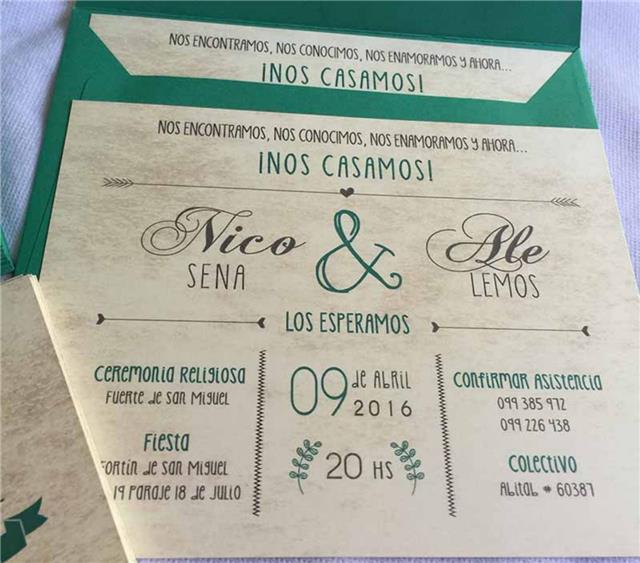 NOS ENCONTRAMOS, NOS CONOCIMOS, NOS ENAMORAMOS Y AHORA...
¡NOS CASAMOS!
NOS ENCONTRAMOS, NOS CONOCIMOS, NOS ENAMORAMOS Y AHORA...
¡NOS CASAMOS!
Nico & Ale
SENA LEMOS
LOS ESPERAMOS
Ceremonia Religiosa
Fuerte de San Miguel
Fiesta
Fortín de San Miguel
19 Paraje 18 de Julio
09 de Abril
2016
20 HS
Confirmar Asistencia
099 385 972
099 226 438
Colectivo
Abitab # 60387